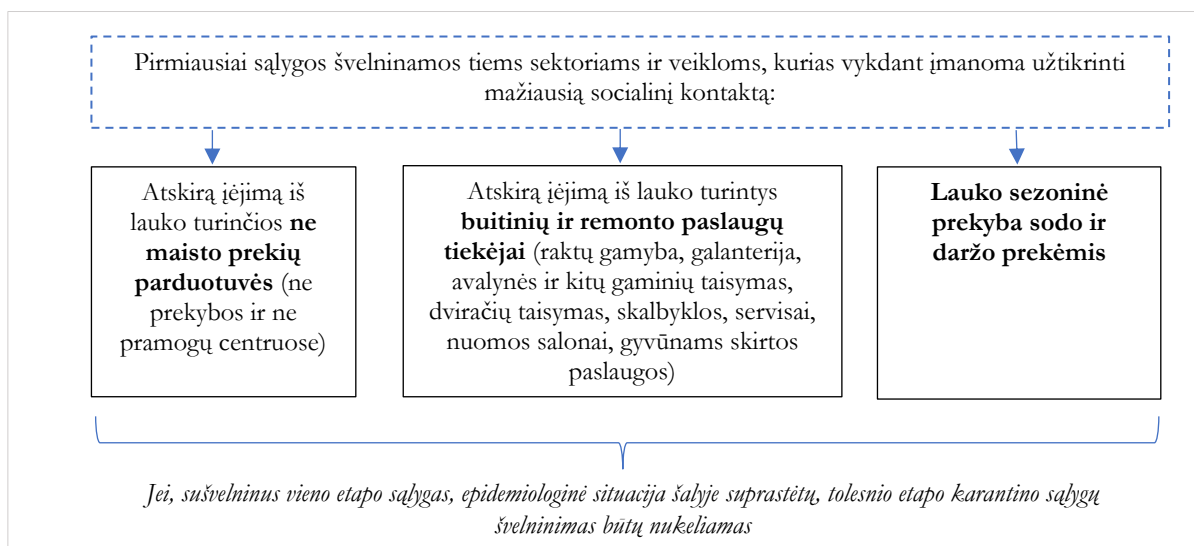 Pirmiausiai sąlygos švelninamos tiems sektoriams ir veikloms, kurias vykdant įmanoma užtikrinti
mažiausią socialinį kontaktą:
Atskirą įėjimą iš
lauko turinčios ne
maisto prekių
parduotuvės (ne
prekybos ir ne
pramogų centruose)
Atskirą įėjimą iš lauko turintys
buitinių ir remonto paslaugų
tiekėjai (raktų gamyba, galanterija,
avalynės ir kitų gaminių taisymas,
dviračių taisymas, skalbyklos, servisai,
nuomos salonai, gyvūnams skirtos
paslaugos)
Lauko sezoninė
prekyba sodo ir
daržo prekėmis
Jei, sušvelninus vieno etapo sąlygas, epidemiologinė situacija šalyje suprastėtų, tolesnio etapo karantino sąlygų
švelninimas būtų nukeliamas